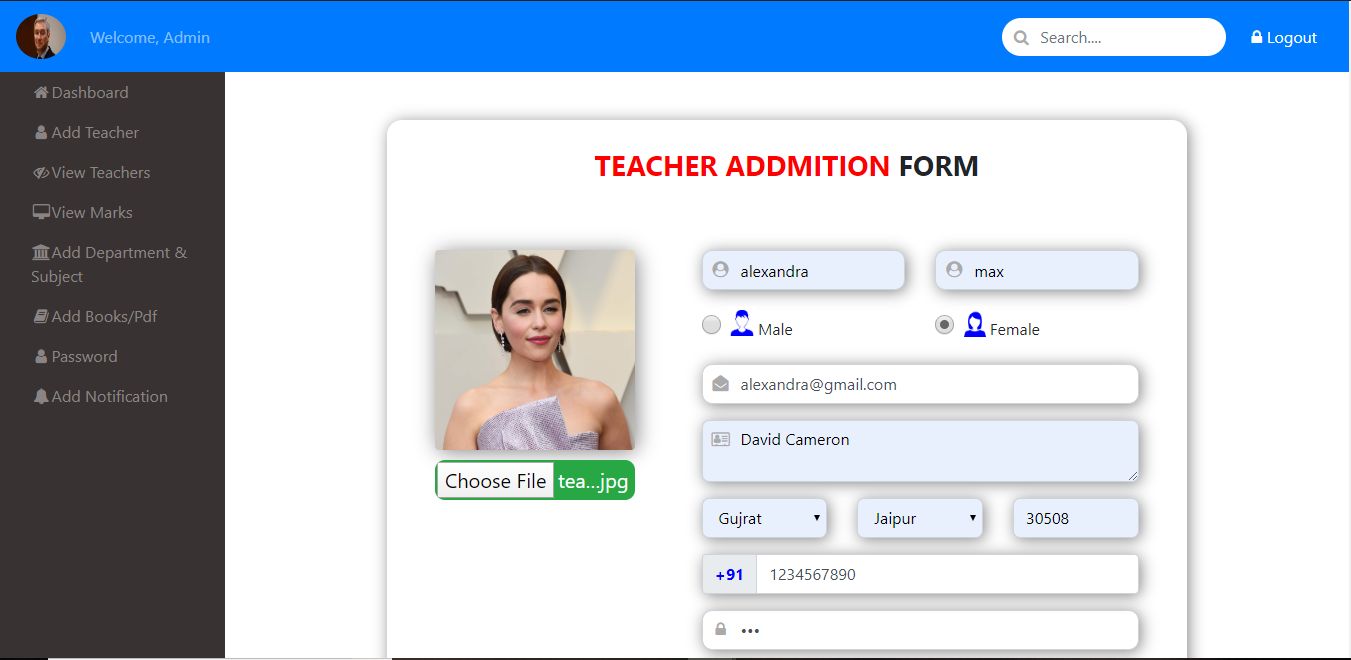 Welcome, Admin
Search....
Logout
Dashboard
Add Teacher
View Teachers
View Marks
Add Department &
Subject
Add Books/Pdf
Password
Add Notification
TEACHER ADDMITION FORM
alexandra
max
Male
Female
alexandra@gmail.com
David Cameron
Gujrat
Jaipur
30508
+91
1234567890
•••
Choose File
tea...jpg